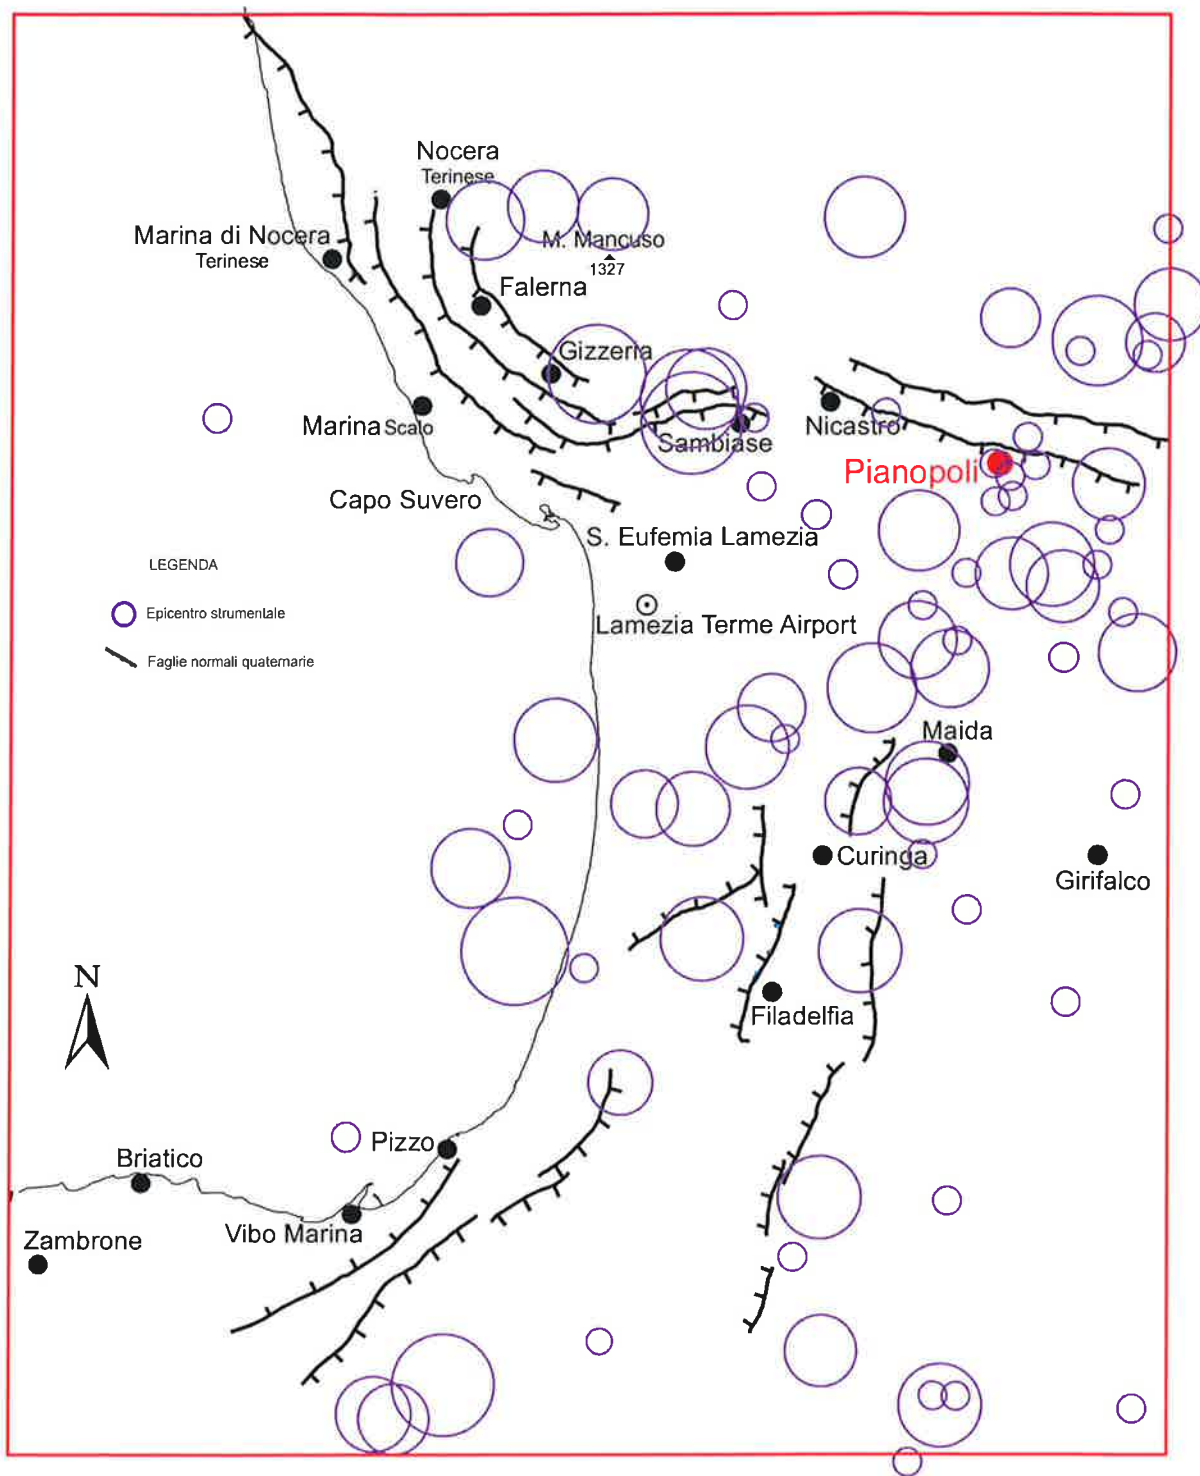 Nocera
Terinese
Marina di Nocera
Terinese
M. Mancuso
1327
Falerna
Gizzeria
Marina Scalo
Sambiase
Nicastro
Pianopoli
Capo Suvero
S. Eufemia Lamezia
LEGENDA
Epicentro strumentale
Lamezia Terme Airport
Faglie normali quaternarie
Maida
Curinga
Girifalco
N
Filadelfia
Pizzo
Briatico
Vibo Marina
Zambrone